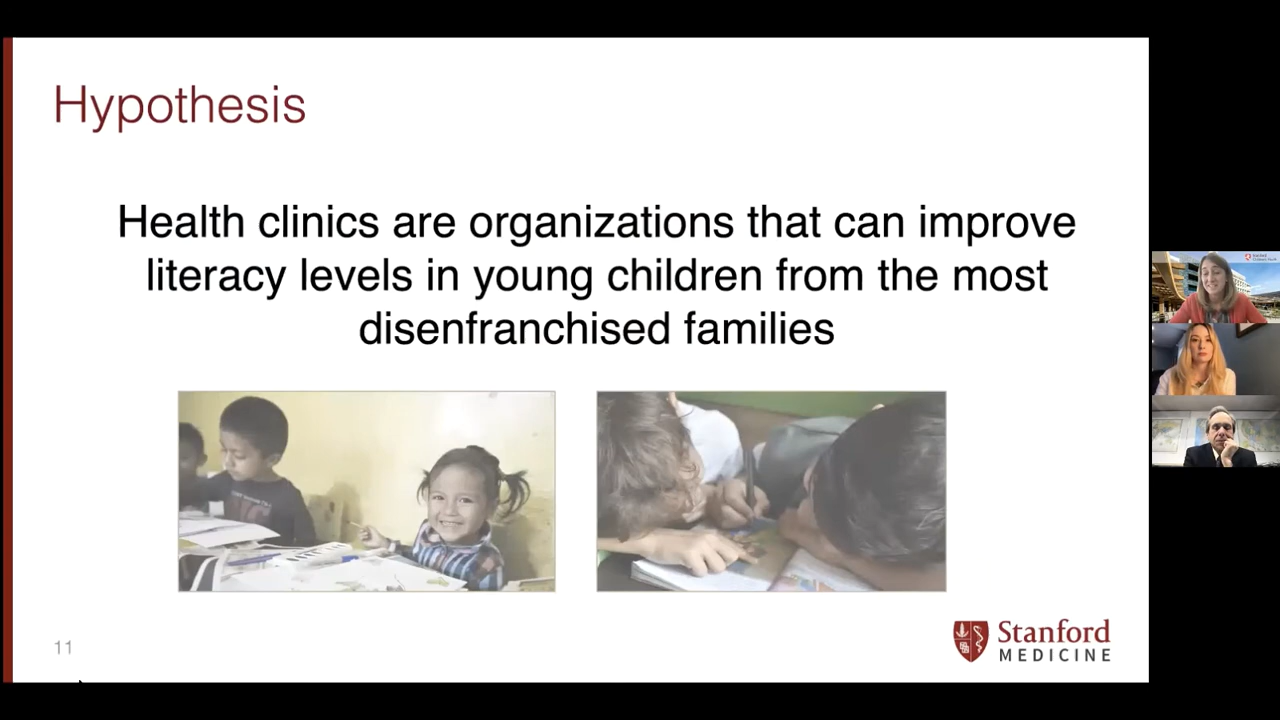 Hypothesis
Health clinics are organizations that can improve
literacy levels in young children from the most
disenfranchised families
11
Stanford
MEDICINE